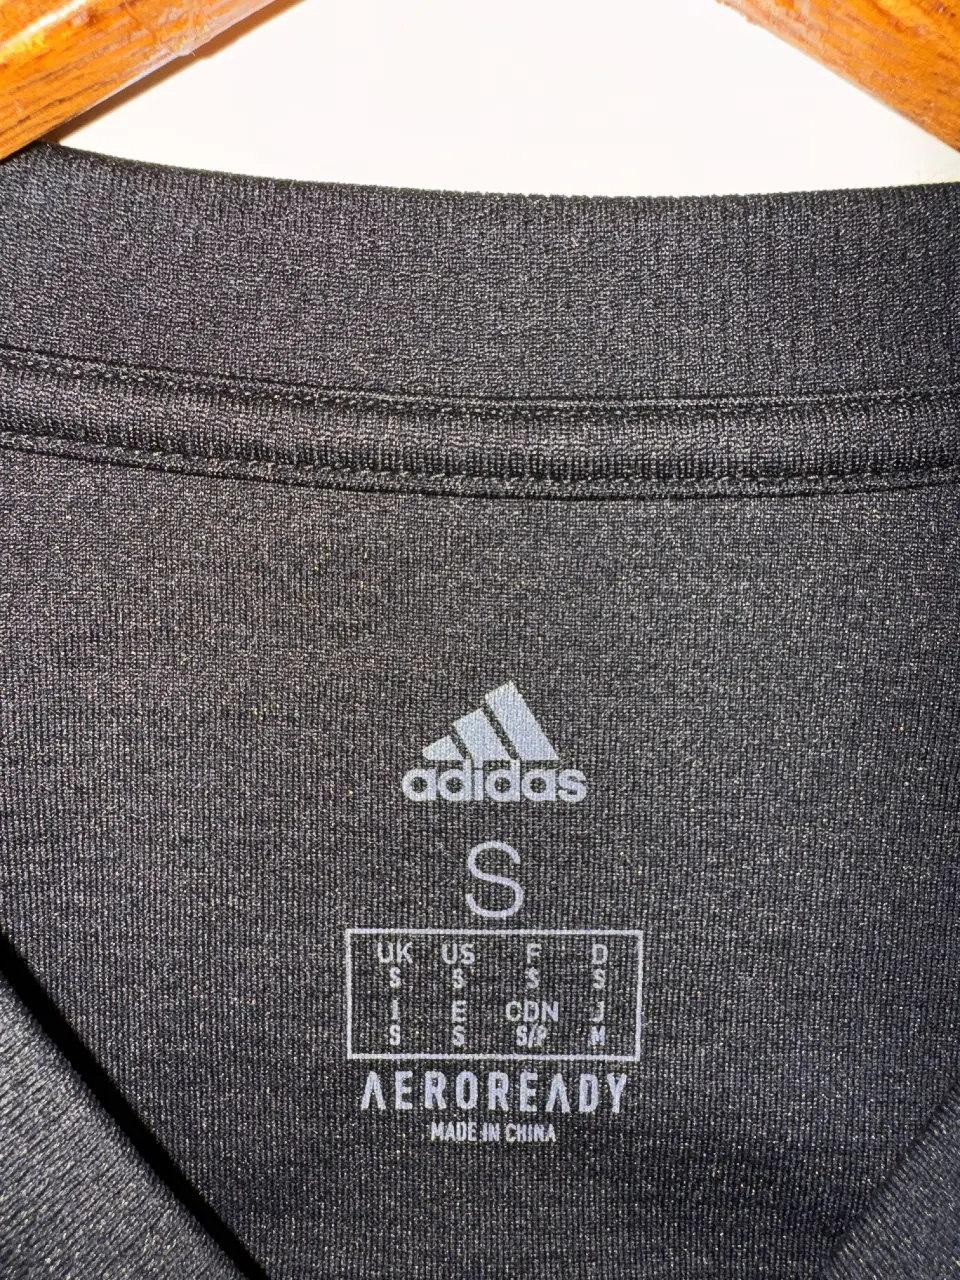 adidas
S
UK US F D
S S S S
I E CDN J
S S S/P M
AEROREADY
MADE IN CHINA